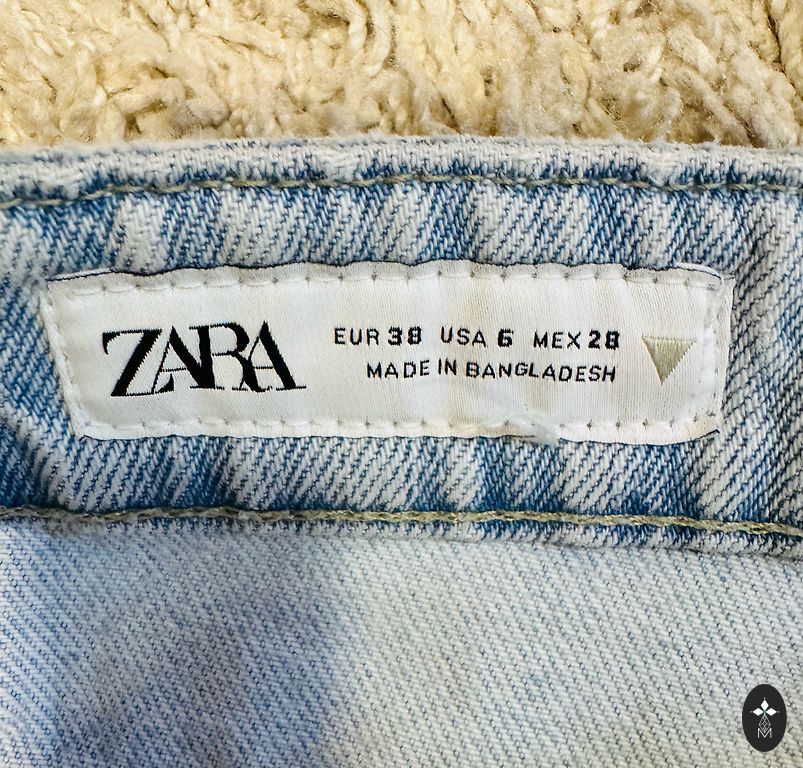 ZARA
EUR 38 USA 6 MEX 28
MADE IN BANGLADESH
M